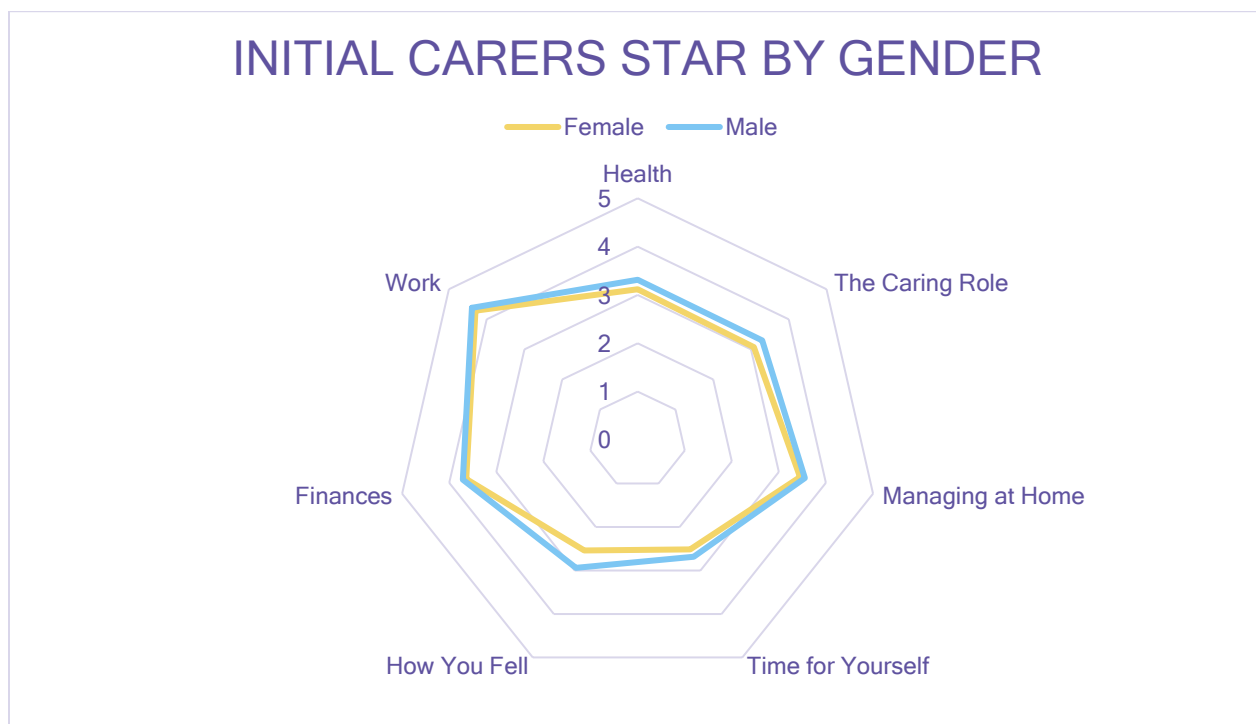 INITIAL CARERS STAR BY GENDER
Female Male
Health
5
4
Work The Caring Role
3
2
1
0
Finances Managing at Home
How You Fell Time for Yourself